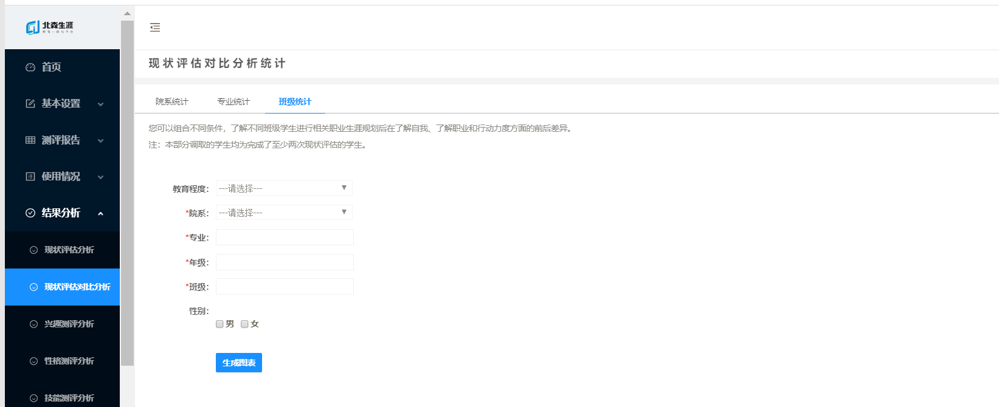 北森生涯
首页
基本设置
测评报告
使用情况
结果分析
现状评估分析
现状评估对比分析
兴趣测评分析
性格测评分析
技能测评分析
现状评估对比分析统计
院系统计 专业统计 班级统计
您可以组合不同条件，了解不同班级学生进行相关职业生涯规划后在了解自我、了解职业和行动力度方面的前后差异。
注：本部分调取的学生均为完成了至少两次现状评估的学生。
教育程度： ---请选择---
*院系： ---请选择---
*专业：
*年级：
*班级：
性别：
男 女
生成图表